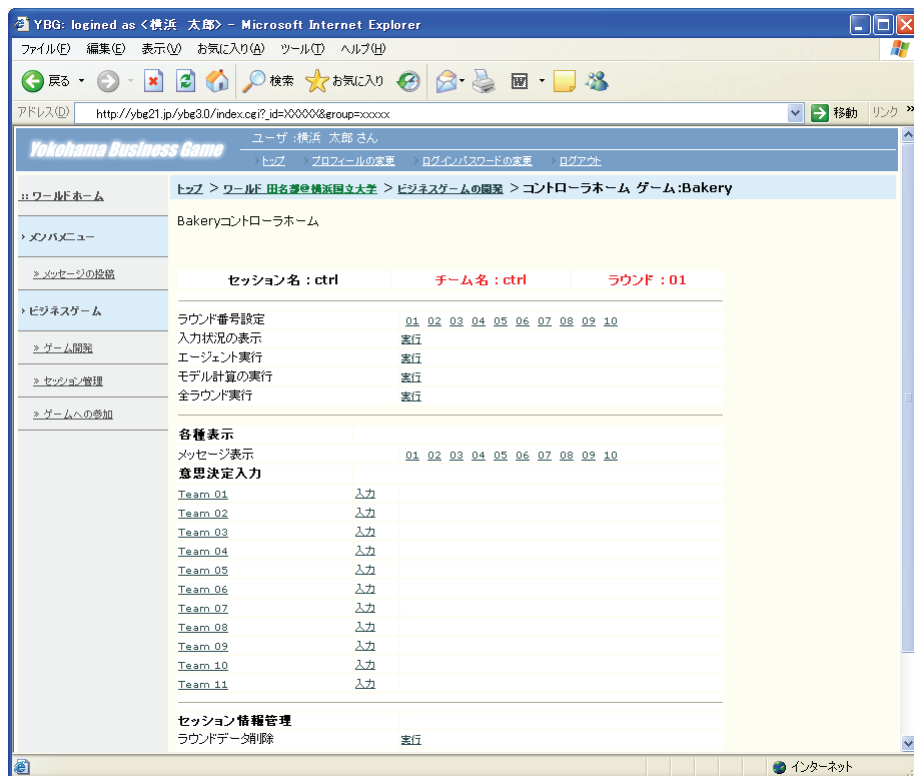 YBG: logined as <横浜 太郎> - Microsoft Internet Explorer
ファイル(F) 編集(E) 表示(V) お気に入り(A) ツール(T) ヘルプ(H)
戻る 検索 お気に入り
アドレス(D) http://ybg21.jp/ybg3.0/index.cgi?_id=XXXXX&group=xxxxx 移動 リンク »
Yokohama Business Game
ユーザ :横浜 太郎 さん
トップ プロフィールの変更 ログインパスワードの変更 ログアウト
:: ワールドホーム
トップ > ワールド 田名部@横浜国立大学 > ビジネスゲームの開発 > コントローラホーム ゲーム:Bakery
› メンバメニュー
» メッセージの投稿
› ビジネスゲーム
» ゲーム開発
» セッション管理
» ゲームへの参加
Bakeryコントローラホーム
セッション名:ctrl チーム名:ctrl ラウンド:01
ラウンド番号設定 01 02 03 04 05 06 07 08 09 10
入力状況の表示 実行
エージェント実行 実行
モデル計算の実行 実行
全ラウンド実行 実行
各種表示
メッセージ表示 01 02 03 04 05 06 07 08 09 10
意思決定入力
Team 01 入力
Team 02 入力
Team 03 入力
Team 04 入力
Team 05 入力
Team 06 入力
Team 07 入力
Team 08 入力
Team 09 入力
Team 10 入力
Team 11 入力
セッション情報管理
ラウンドデータ削除 実行
インターネット